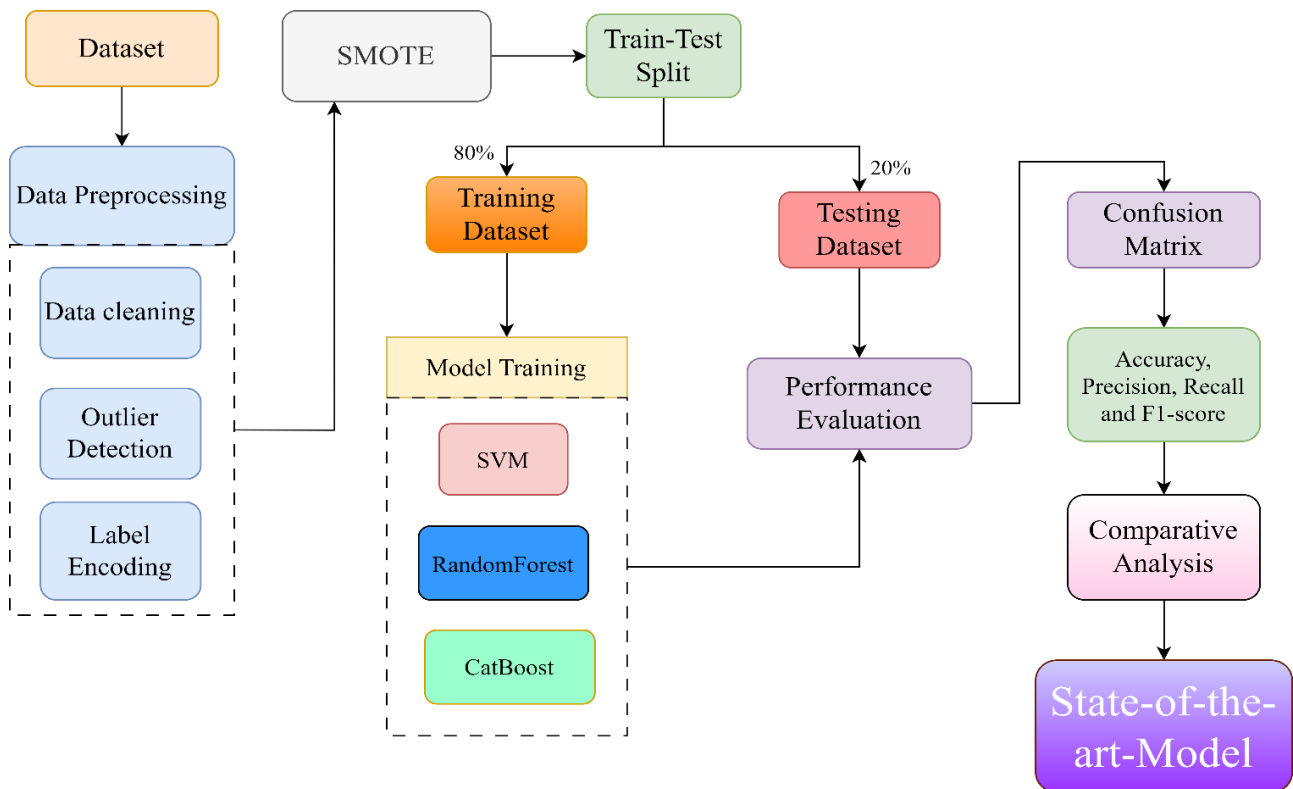 Dataset
Data Preprocessing
Data cleaning
Outlier
Detection
Label
Encoding
SMOTE
Train-Test
Split
80%
20%
Training
Dataset
Model Training
SVM
RandomForest
CatBoost
Testing
Dataset
Performance
Evaluation
Confusion
Matrix
Accuracy,
Precision, Recall
and F1-score
Comparative
Analysis
State-of-the-
art-Model